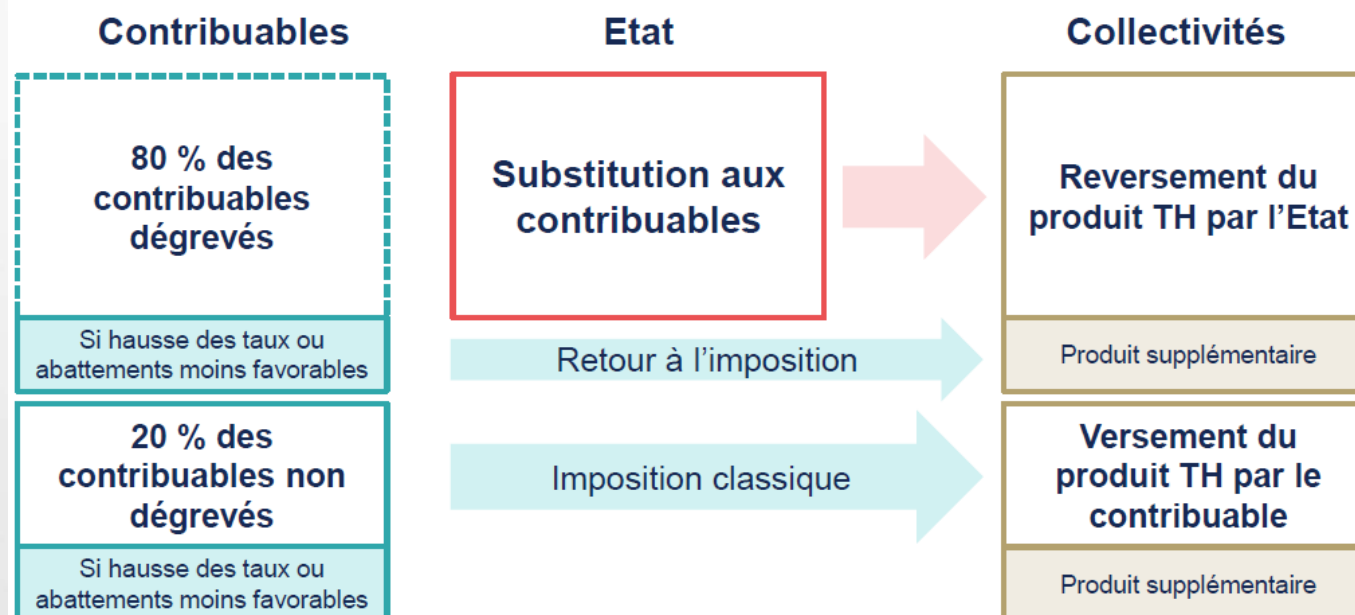 Contribuables
Etat
Collectivités
80 % des
contribuables
dégrevés
Substitution aux
contribuables
Reversement du
produit TH par l’Etat
Si hausse des taux ou
abattements moins favorables
Retour à l’imposition
Produit supplémentaire
20 % des
contribuables non
dégrevés
Imposition classique
Versement du
produit TH par le
contribuable
Si hausse des taux ou
abattements moins favorables
Produit supplémentaire